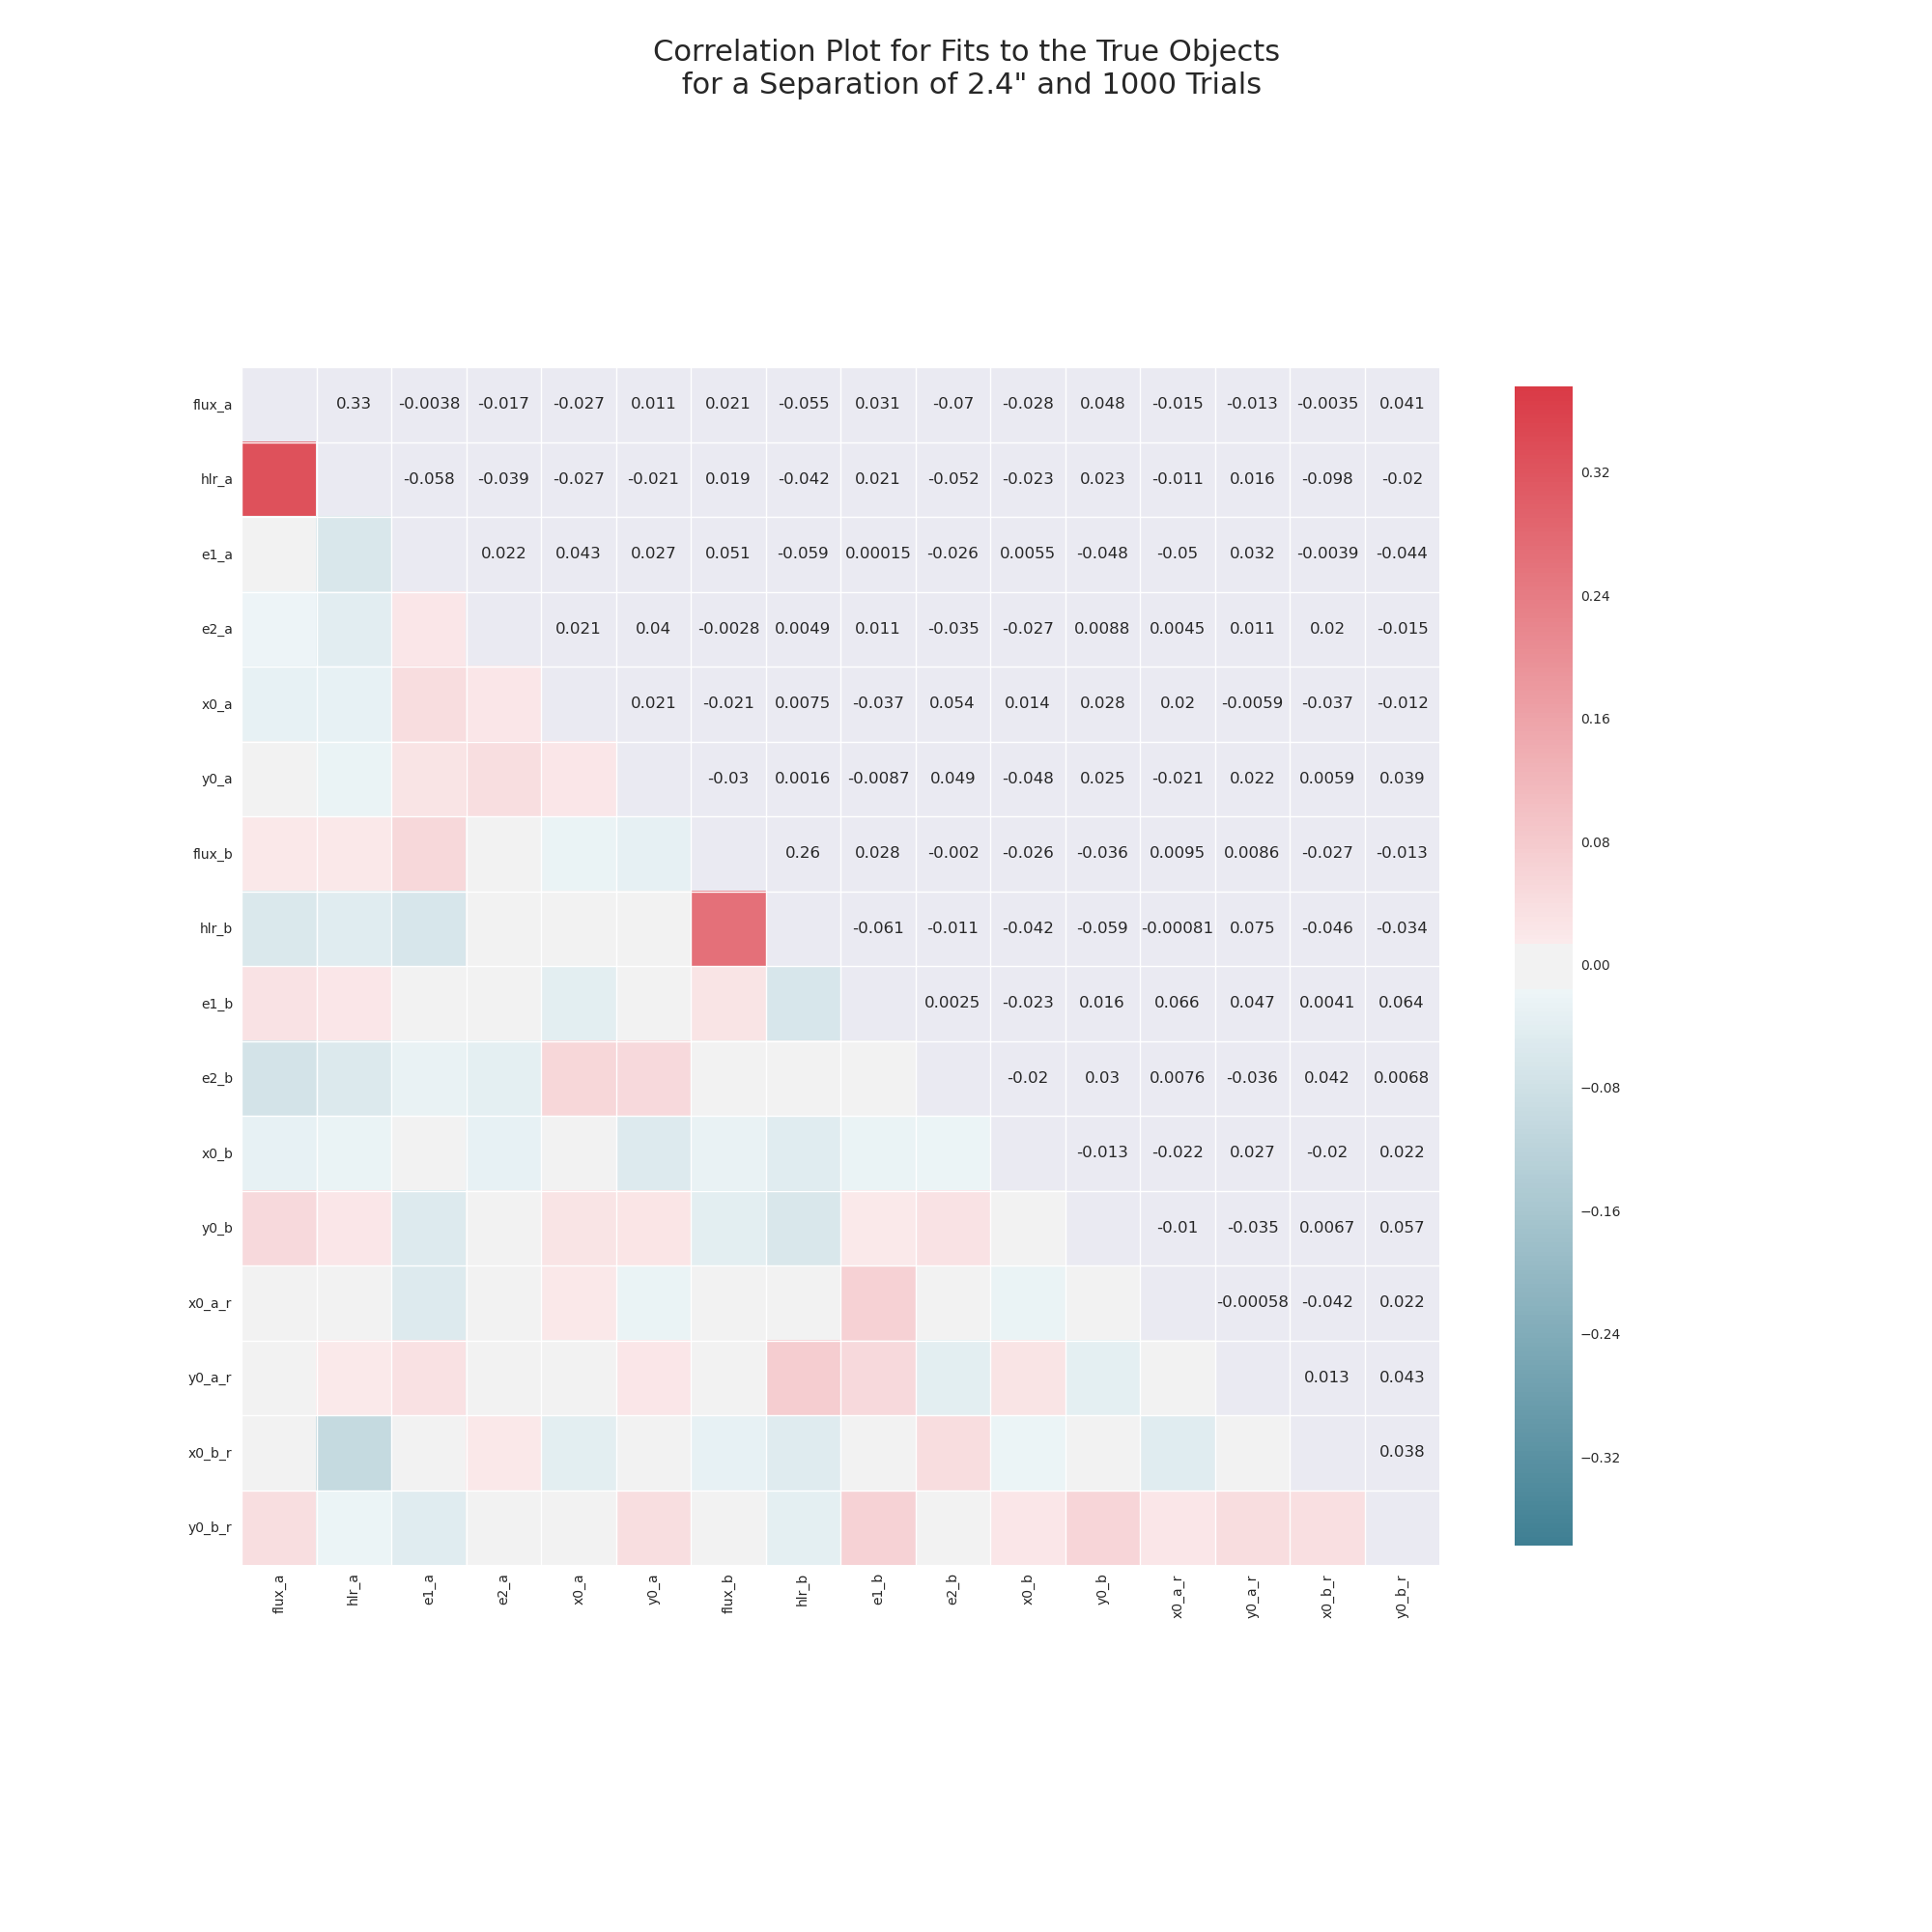 Correlation Plot for Fits to the True Objects
for a Separation of 2.4" and 1000 Trials
flux_a 0.33 -0.0038 -0.017 -0.027 0.011 0.021 -0.055 0.031 -0.07 -0.028 0.048 -0.015 -0.013 -0.0035 0.041
hlr_a -0.058 -0.039 -0.027 -0.021 0.019 -0.042 0.021 -0.052 -0.023 0.023 -0.011 0.016 -0.098 -0.02
e1_a 0.022 0.043 0.027 0.051 -0.059 0.00015 -0.026 0.0055 -0.048 -0.05 0.032 -0.0039 -0.044
e2_a 0.021 0.04 -0.0028 0.0049 0.011 -0.035 -0.027 0.0088 0.0045 0.011 0.02 -0.015
x0_a 0.021 -0.021 0.0075 -0.037 0.054 0.014 0.028 0.02 -0.0059 -0.037 -0.012
y0_a -0.03 0.0016 -0.0087 0.049 -0.048 0.025 -0.021 0.022 0.0059 0.039
flux_b 0.26 0.028 -0.002 -0.026 -0.036 0.0095 0.0086 -0.027 -0.013
hlr_b -0.061 -0.011 -0.042 -0.059 -0.00081 0.075 -0.046 -0.034
e1_b 0.0025 -0.023 0.016 0.066 0.047 0.0041 0.064
e2_b -0.02 0.03 0.0076 -0.036 0.042 0.0068
x0_b -0.013 -0.022 0.027 -0.02 0.022
y0_b -0.01 -0.035 0.0067 0.057
x0_a_r -0.00058 -0.042 0.022
y0_a_r 0.013 0.043
x0_b_r 0.038
y0_b_r
flux_a hlr_a e1_a e2_a x0_a y0_a flux_b hlr_b e1_b e2_b x0_b y0_b x0_a_r y0_a_r x0_b_r y0_b_r
0.32
0.24
0.16
0.08
0.00
−0.08
−0.16
−0.24
−0.32